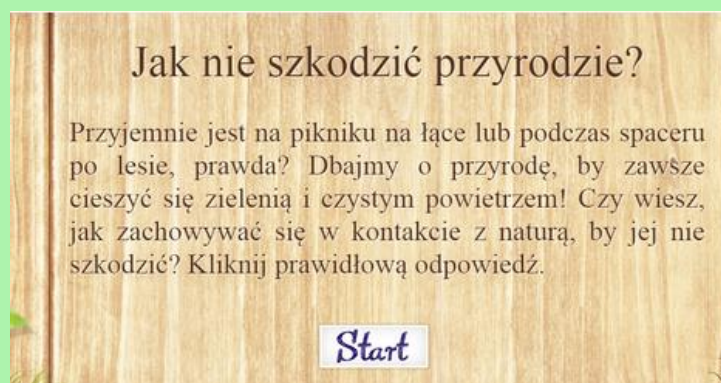 Jak nie szkodzić przyrodzie?
Przyjemnie jest na pikniku na łące lub podczas spaceru
po lesie, prawda? Dbajmy o przyrodę, by zawsze
cieszyć się zielenią i czystym powietrzem! Czy wiesz,
jak zachowywać się w kontakcie z naturą, by jej nie
szkodzić? Kliknij prawidłową odpowiedź.
Start